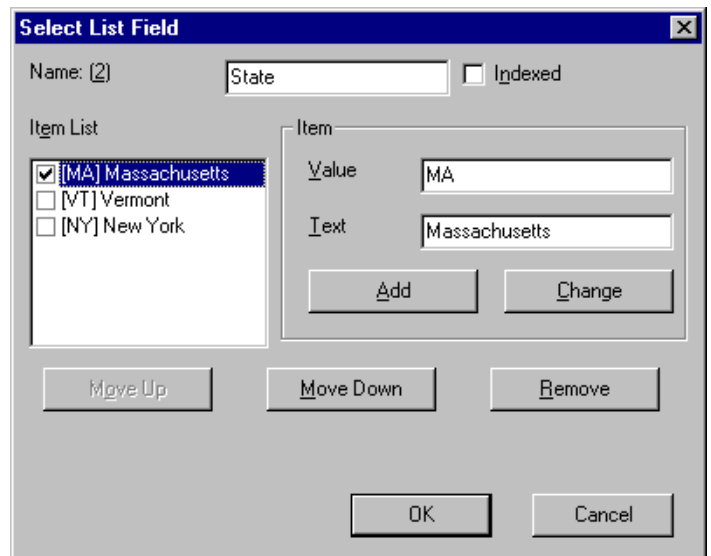 Select List Field
Name: (2) State Indexed
Item List Item
[MA] Massachusetts
[VT] Vermont
[NY] New York
Value MA
Text Massachusetts
Add Change
Move Up Move Down Remove
OK Cancel